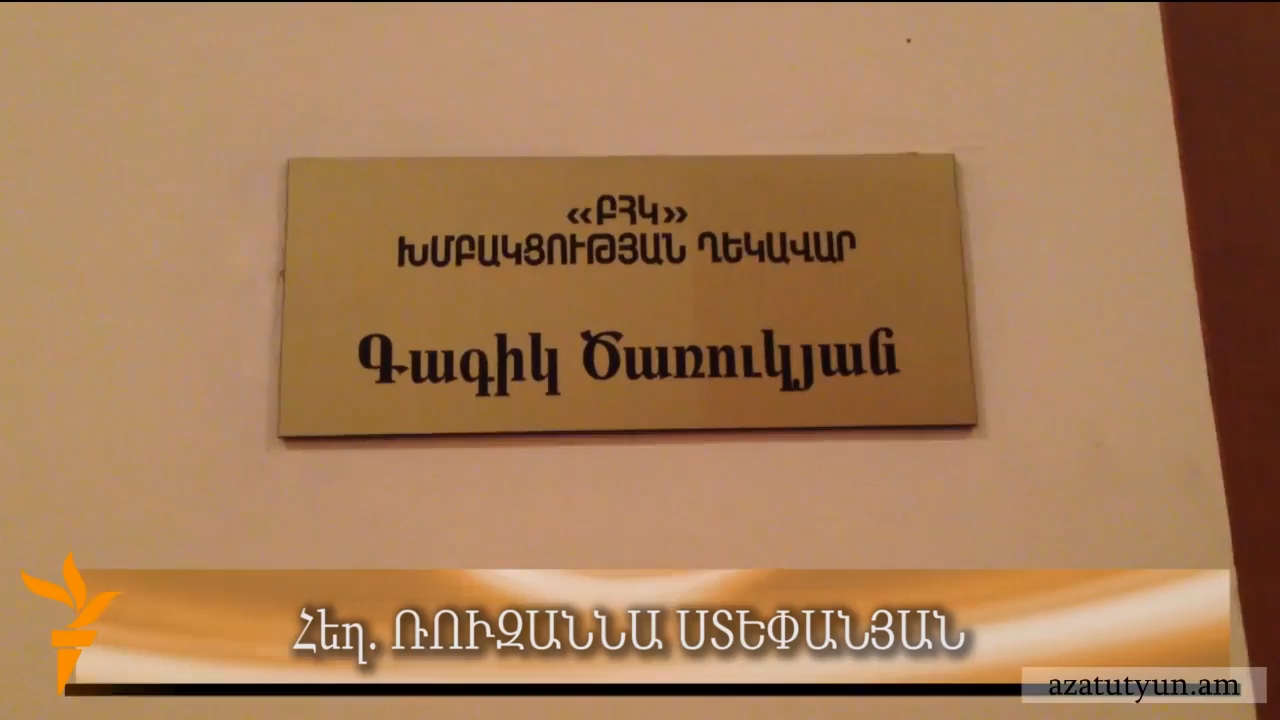 «ԲՀԿ»
ԽՄԲԱԿՑՈՒԹՅԱՆ ՂԵԿԱՎԱՐ
Գագիկ Ծառուկյան
Հեղ. ՌՈՒԶԱՆՆԱ ՍՏԵՓԱՆՅԱՆ
azatutyun.am